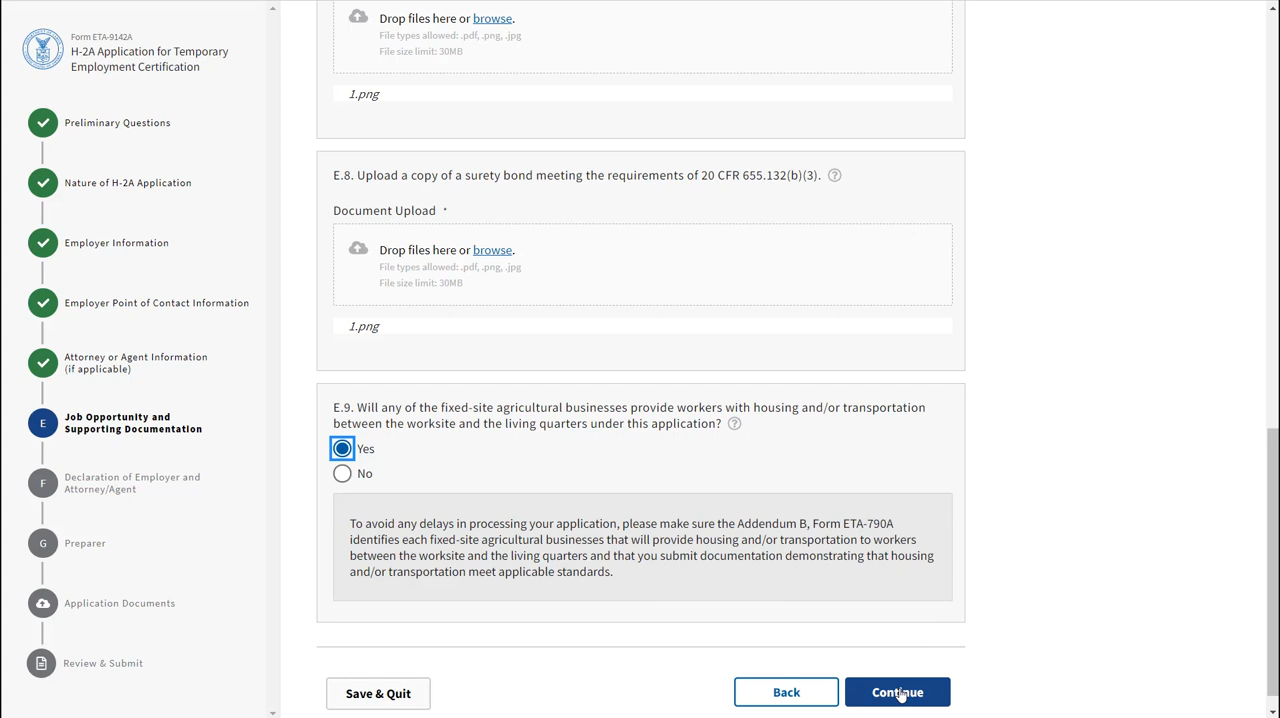 Form ETA-9142A
H-2A Application for Temporary
Employment Certification
Preliminary Questions
Nature of H-2A Application
Employer Information
Employer Point of Contact Information
Attorney or Agent Information
(if applicable)
E
Job Opportunity and
Supporting Documentation
F
Declaration of Employer and
Attorney/Agent
G
Preparer
Application Documents
Review & Submit
Drop files here or browse.
File types allowed: .pdf, .png, .jpg
File size limit: 30MB
1.png
E.8. Upload a copy of a surety bond meeting the requirements of 20 CFR 655.132(b)(3). ?
Document Upload *
Drop files here or browse.
File types allowed: .pdf, .png, .jpg
File size limit: 30MB
1.png
E.9. Will any of the fixed-site agricultural businesses provide workers with housing and/or transportation
between the worksite and the living quarters under this application? ?
Yes
No
To avoid any delays in processing your application, please make sure the Addendum B, Form ETA-790A
identifies each fixed-site agricultural businesses that will provide housing and/or transportation to workers
between the worksite and the living quarters and that you submit documentation demonstrating that housing
and/or transportation meet applicable standards.
Save & Quit
Back
Continue